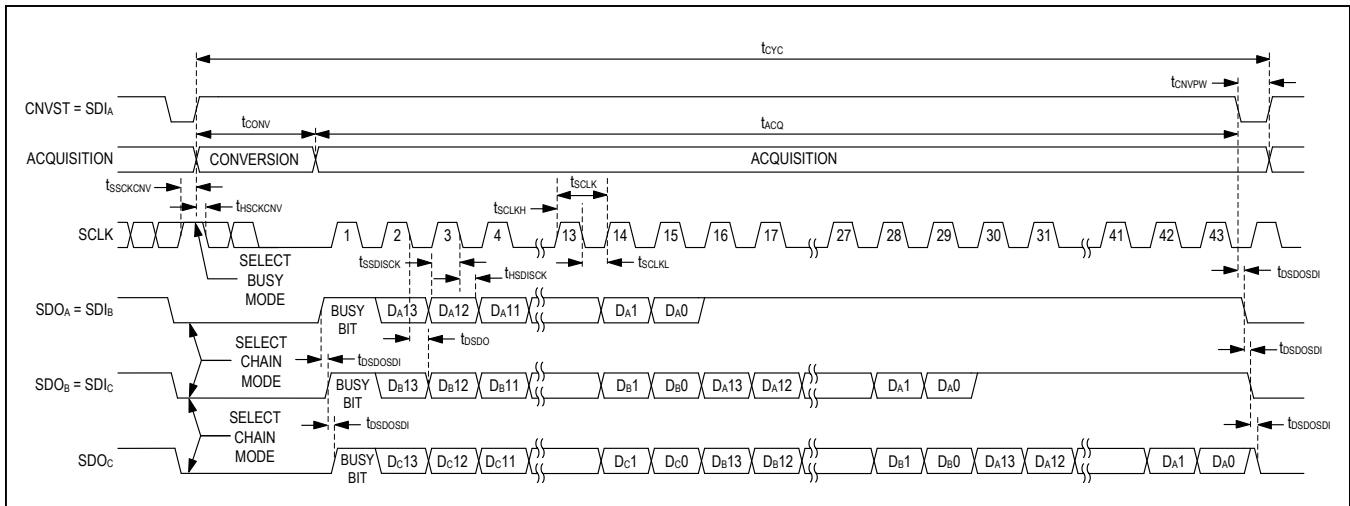 tCYC
tCNVPW
CNVST = SDIA
tCONV
tACQ
ACQUISITION
CONVERSION
ACQUISITION
tSSCKCNV
tHSCKCNV
tSCLK
tSCLKH
SCLK
1 2 3 4 13 14 15 16 17 27 28 29 30 31 41 42 43
tSSDISCK
tHSDISCK
tSCLKL
SELECT
BUSY
MODE
tDSDOSDI
SDOA = SDIB
BUSY
BIT
DA13 DA12 DA11 DA1 DA0
SELECT
CHAIN
MODE
tDSDO
tDSDOSDI
tDSDOSDI
SDOB = SDIC
BUSY
BIT
DB13 DB12 DB11 DB1 DB0 DA13 DA12 DA1 DA0
SELECT
CHAIN
MODE
tDSDOSDI
tDSDOSDI
SDOC
BUSY
BIT
DC13 DC12 DC11 DC1 DC0 DB13 DB12 DB1 DB0 DA13 DA12 DA1 DA0